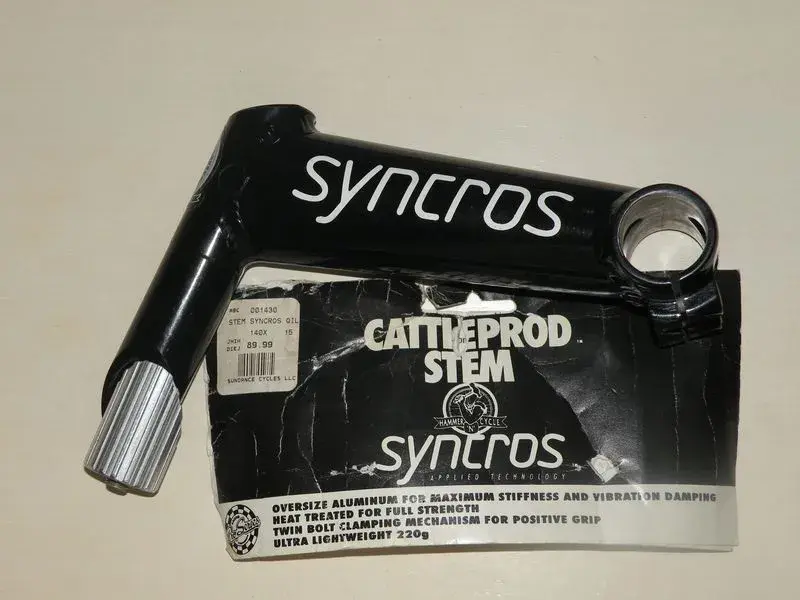 syncros
ABC 001430
STEM SYNCROS QIL
140X 15
89.99
SUNDANCE CYCLES LLC
CATTLEPROD
STEM
HAMMER 'N' CYCLE
syncros
APPLIED TECHNOLOGY
OVERSIZE ALUMINUM FOR MAXIMUM STIFFNESS AND VIBRATION DAMPING
HEAT TREATED FOR FULL STRENGTH
TWIN BOLT CLAMPING MECHANISM FOR POSITIVE GRIP
ULTRA LIGHTWEIGHT 220g